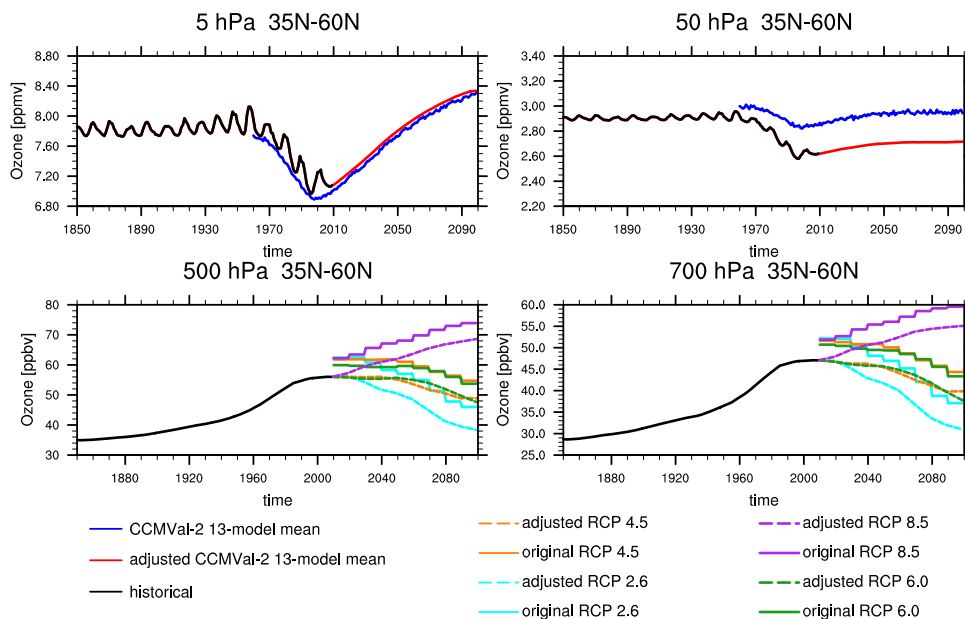 5 hPa 35N-60N
50 hPa 35N-60N
Ozone [ppmv]
8.80
8.40
8.00
7.60
7.20
6.80
1850 1890 1930 1970 2010 2050 2090
time
Ozone [ppmv]
3.40
3.20
3.00
2.80
2.60
2.40
2.20
1850 1890 1930 1970 2010 2050 2090
time
500 hPa 35N-60N
700 hPa 35N-60N
Ozone [ppbv]
80
70
60
50
40
30
1880 1920 1960 2000 2040 2080
time
Ozone [ppbv]
60.0
55.0
50.0
45.0
40.0
35.0
30.0
25.0
1880 1920 1960 2000 2040 2080
time
CCMVal-2 13-model mean
adjusted CCMVal-2 13-model mean
historical
adjusted RCP 4.5
original RCP 4.5
adjusted RCP 2.6
original RCP 2.6
adjusted RCP 8.5
original RCP 8.5
adjusted RCP 6.0
original RCP 6.0